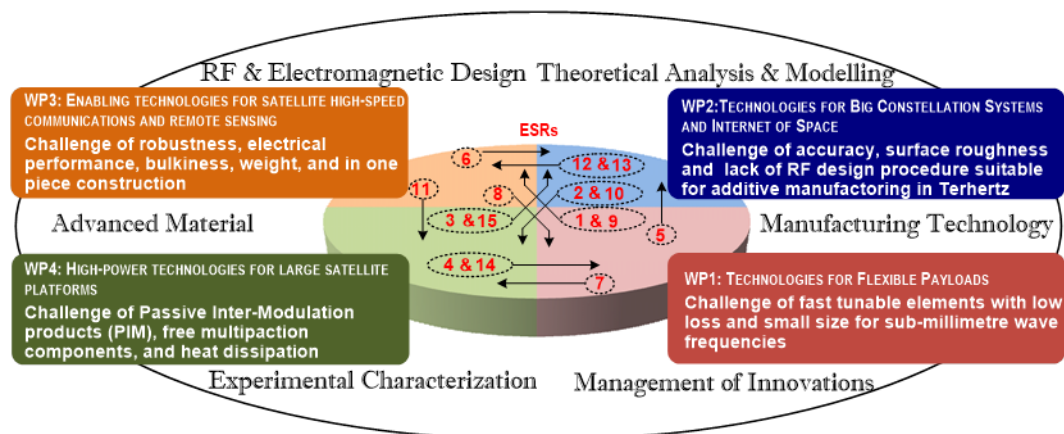 RF & Electromagnetic Design Theoretical Analysis & Modelling
WP3: ENABLING TECHNOLOGIES FOR SATELLITE HIGH-SPEED
COMMUNICATIONS AND REMOTE SENSING
Challenge of robustness, electrical
performance, bulkiness, weight, and in one
piece construction
WP2:TECHNOLOGIES FOR BIG CONSTELLATION SYSTEMS
AND INTERNET OF SPACE
Challenge of accuracy, surface roughness
and lack of RF design procedure suitable
for additive manufacturing in Terhertz
ESRs
6
12 & 13
11
8
2 & 10
3 & 15
1 & 9
5
4 & 14
7
Advanced Material
Manufacturing Technology
WP4: HIGH-POWER TECHNOLOGIES FOR LARGE SATELLITE
PLATFORMS
Challenge of Passive Inter-Modulation
products (PIM), free multipaction
components, and heat dissipation
WP1: TECHNOLOGIES FOR FLEXIBLE PAYLOADS
Challenge of fast tunable elements with low
loss and small size for sub-millimetre wave
frequencies
Experimental Characterization
Management of Innovations